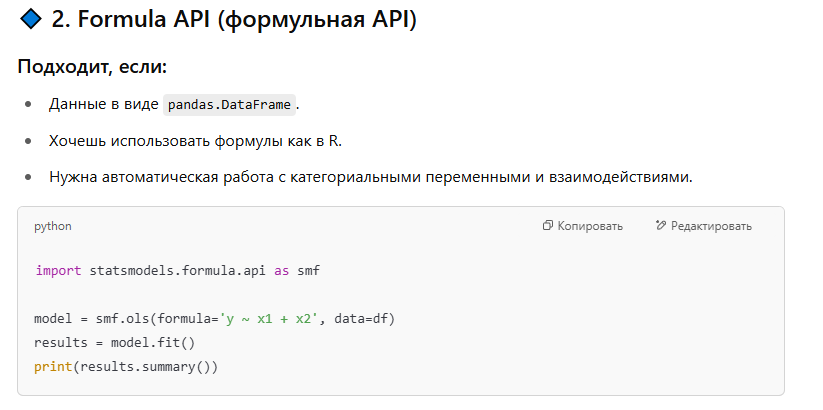 2. Formula API (формульная API)
Подходит, если:
Данные в виде pandas.DataFrame.
Хочешь использовать формулы как в R.
Нужна автоматическая работа с категориальными переменными и взаимодействиями.
python Копировать Редактировать
import statsmodels.formula.api as smf
model = smf.ols(formula='y ~ x1 + x2', data=df)
results = model.fit()
print(results.summary())